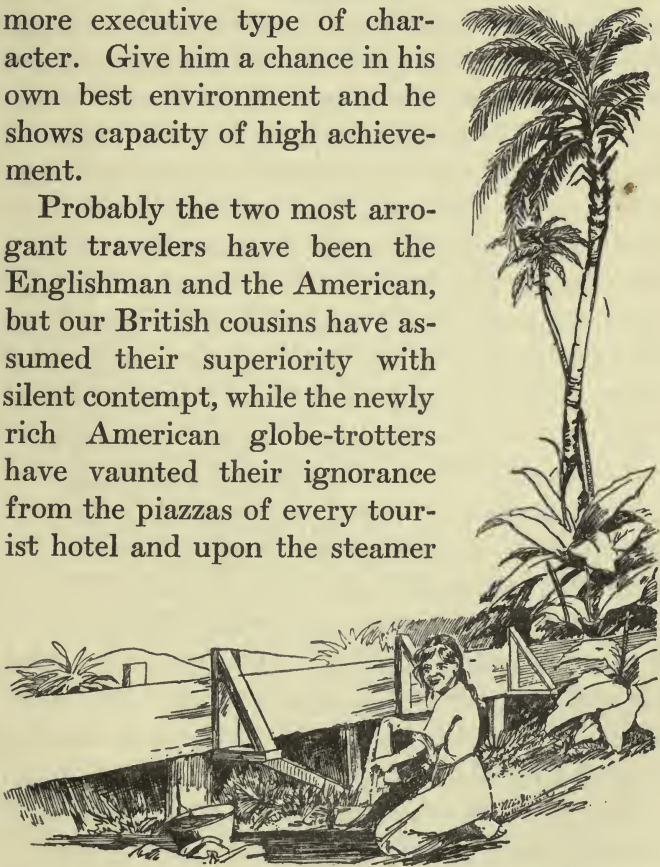 more executive type of char-
acter. Give him a chance in his
own best environment and he
shows capacity of high achieve-
ment.
Probably the two most arro-
gant travelers have been the
Englishman and the American,
but our British cousins have as-
sumed their superiority with
silent contempt, while the newly
rich American globe-trotters
have vaunted their ignorance
from the piazzas of every tour-
ist hotel and upon the steamer